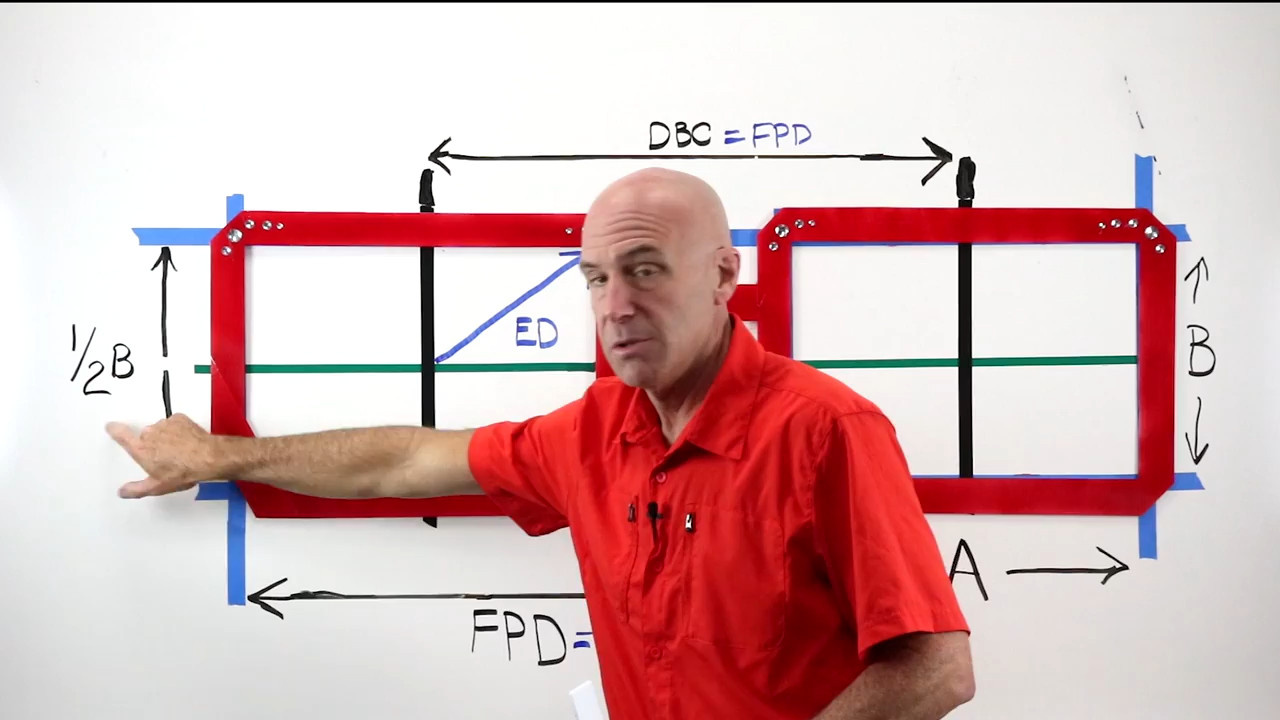 DBC = FPD
ED
1/2B
B
A
FPD=